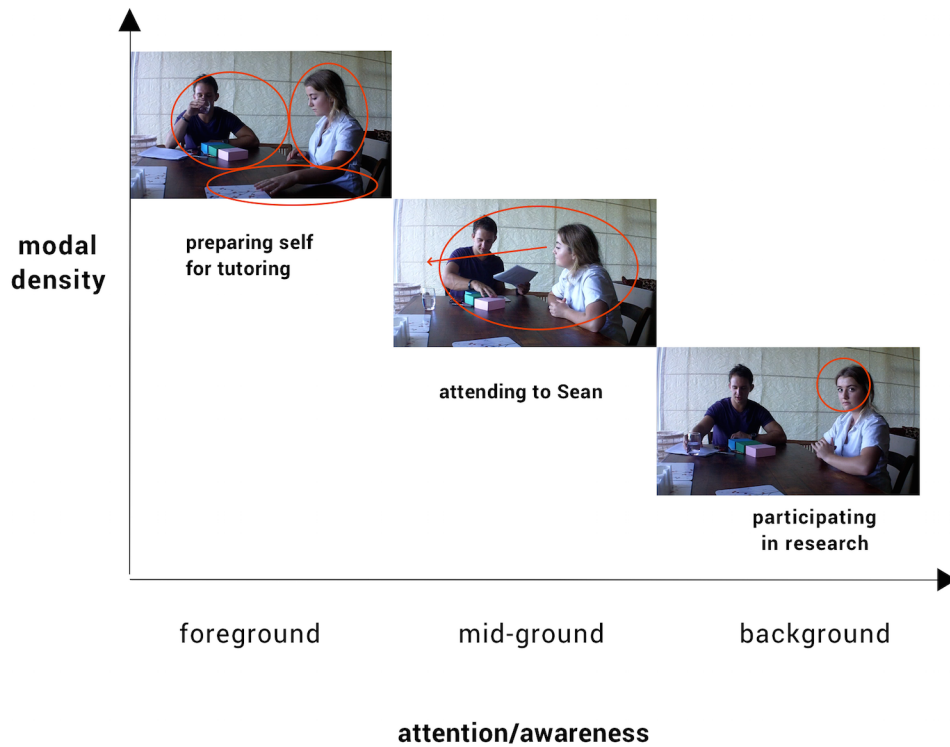 modal
density
preparing self
for tutoring
attending to Sean
participating
in research
foreground
mid-ground
background
attention/awareness